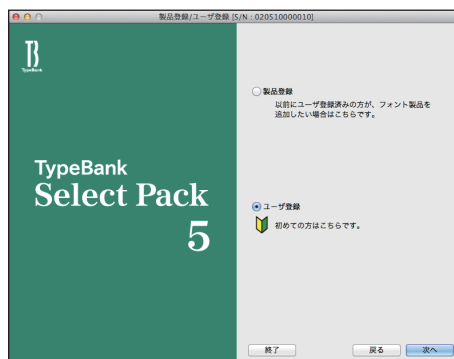 製品登録/ユーザ登録 [S/N : 020510000010]
TB
TypeBank
製品登録
以前にユーザ登録済みの方が、フォント製品を
追加したい場合はこちらです。
TypeBank
Select Pack
5
ユーザ登録
初めての方はこちらです。
終了
戻る
次へ